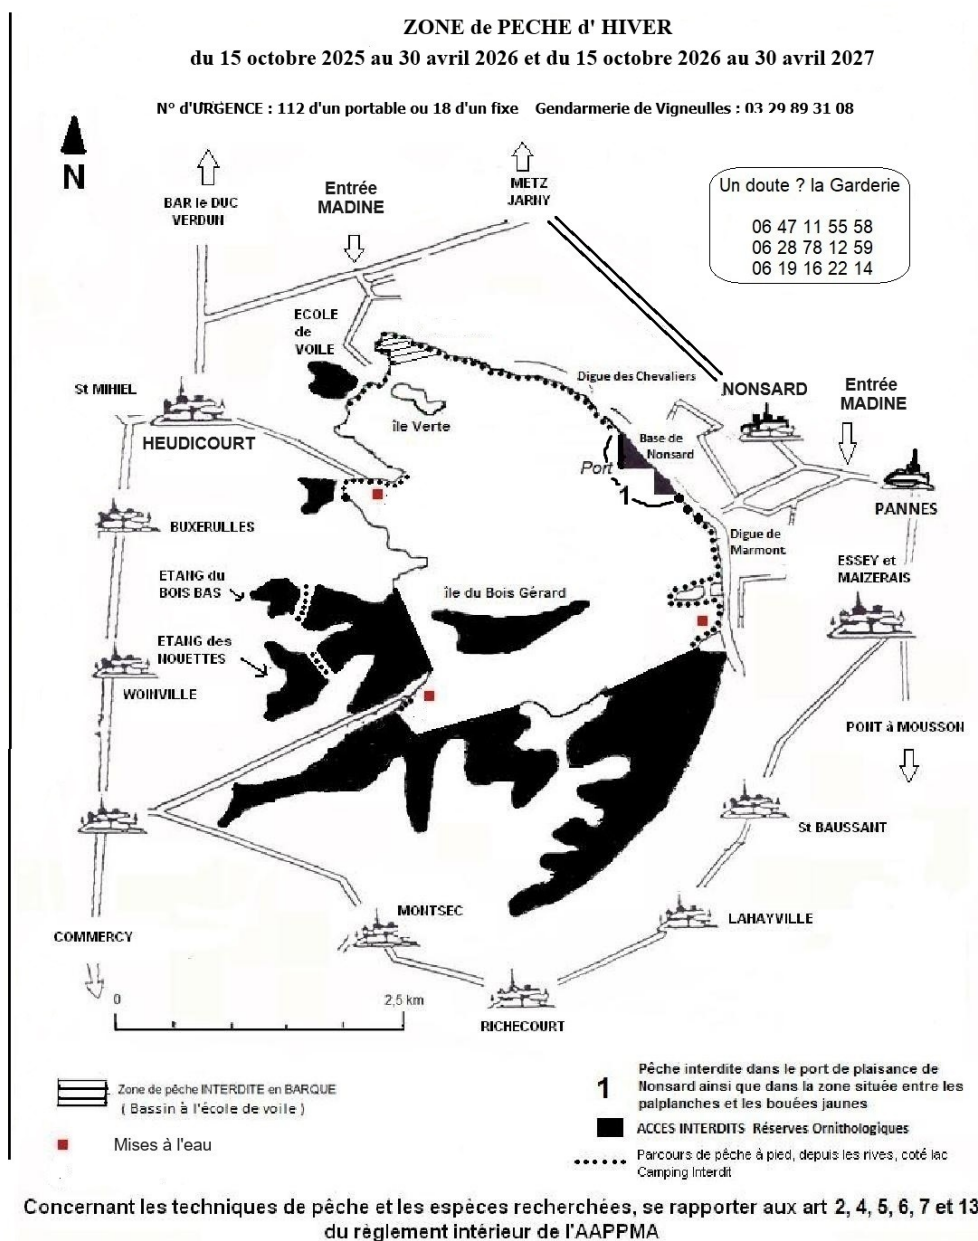 ZONE de PECHE d' HIVER
du 15 octobre 2025 au 30 avril 2026 et du 15 octobre 2026 au 30 avril 2027
N° d'URGENCE : 112 d'un portable ou 18 d'un fixe Gendarmerie de Vigneulles : 03 29 89 31 08
N
BAR le DUC
VERDUN
Entrée
MADINE
METZ
JARNY
Un doute ? la Garderie
06 47 11 55 58
06 28 78 12 59
06 19 16 22 14
ECOLE
de
VOILE
St MIHIEL
HEUDICOURT
île Verte
Digue des Chevaliers
NONSARD
Entrée
MADINE
Base de
Nonsard
Port
1
PANNES
BUXERULLES
Digue de
Marmont
ESSEY et
MAIZERAIS
ETANG du
BOIS BAS
île du Bois Gérard
ETANG des
NOUETTES
WOINVILLE
PONT à MOUSSON
St BAUSSANT
MONTSEC
LAHAYVILLE
COMMERCY
RICHECOURT
0
2,5 km
Zone de pêche INTERDITE en BARQUE
( Bassin à l'école de voile )
Mises à l'eau
1
Pêche interdite dans le port de plaisance de
Nonsard ainsi que dans la zone située entre les
palplanches et les bouées jaunes
ACCES INTERDITS Réserves Ornithologiques
Parcours de pêche à pied, depuis les rives, coté lac
Camping Interdit
Concernant les techniques de pêche et les espèces recherchées, se rapporter aux art 2, 4, 5, 6, 7 et 13
du règlement intérieur de l'AAPPMA